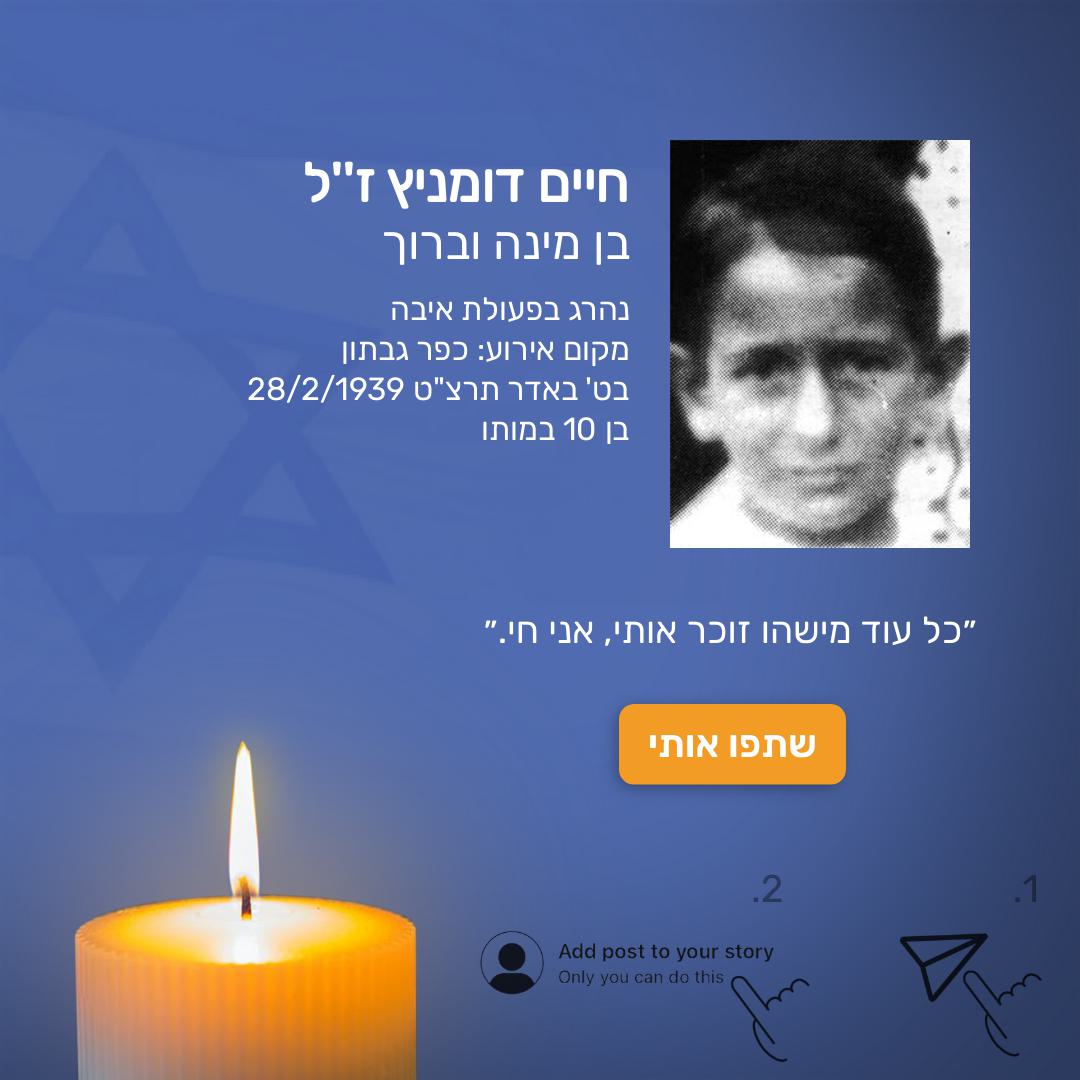 חיים דומניץ ז"ל
בן מינה וברוך
נהרג בפעולת איבה
מקום אירוע: כפר גבתון
בט' באדר תרצ"ט 28/2/1939
בן 10 במותו
״כל עוד מישהו זוכר אותי, אני חי.״
שתפו אותי
1.
2.
Add post to your story
Only you can do this